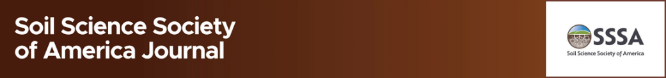 Soil Science Society
of America Journal
SSSA
Soil Science Society of America